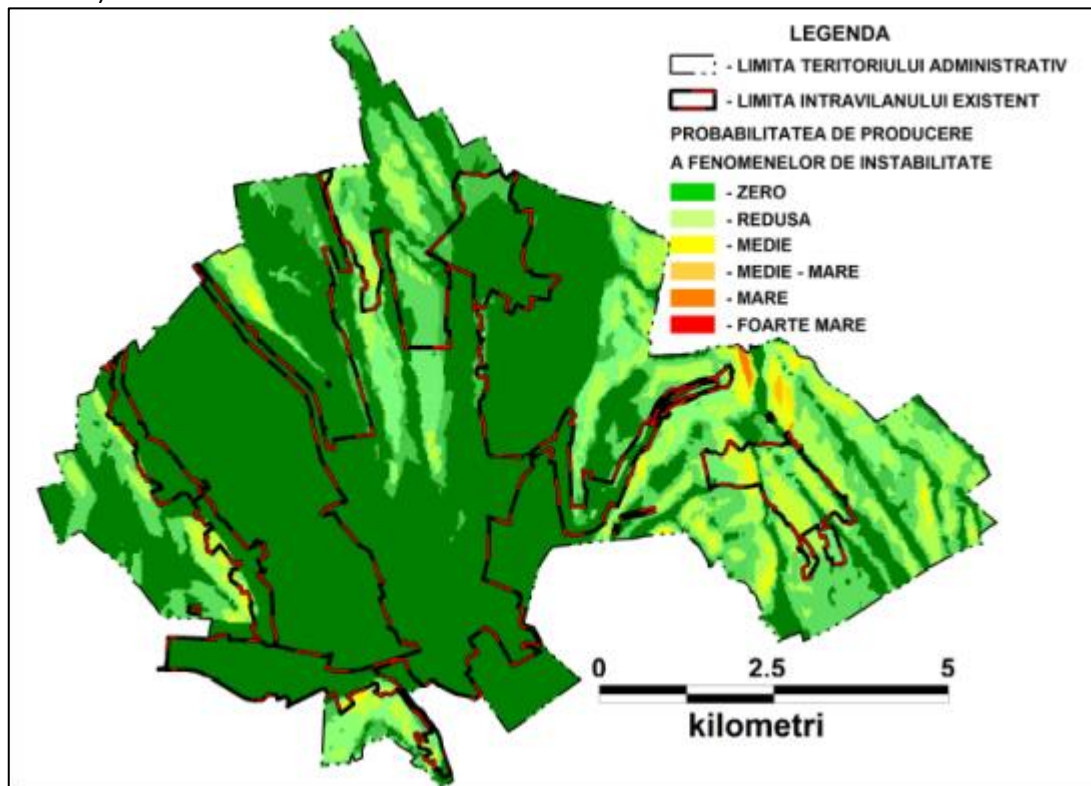 LEGENDA
- LIMITA TERITORIULUI ADMINISTRATIV
- LIMITA INTRAVILANULUI EXISTENT
PROBABILITATEA DE PRODUCERE
A FENOMENELOR DE INSTABILITATE
- ZERO
- REDUSA
- MEDIE
- MEDIE - MARE
- MARE
- FOARTE MARE
0 2.5 5
kilometri